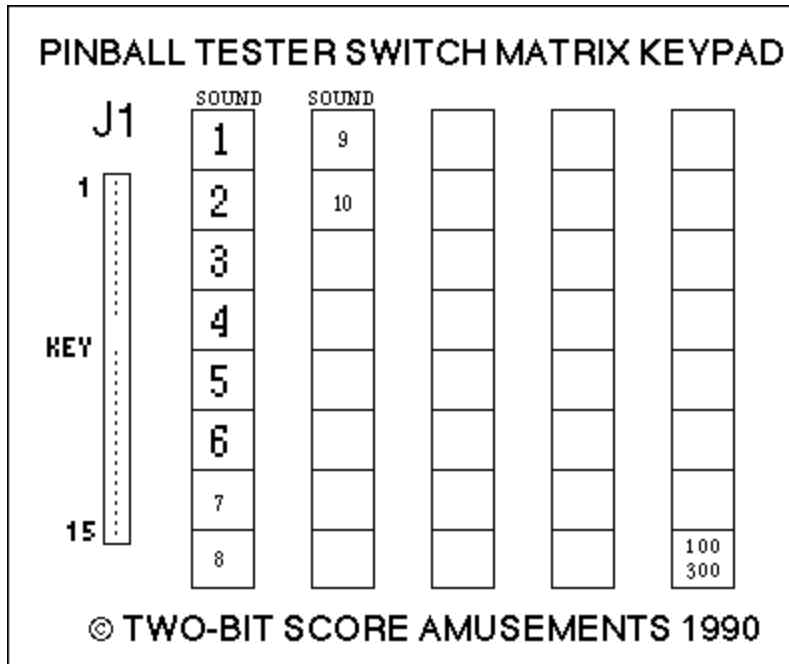 PINBALL TESTER SWITCH MATRIX KEYPAD
SOUND SOUND
J1
1 9
2 10
3
4
5
6
7
8
1
KEY
15
100
300
© TWO-BIT SCORE AMUSEMENTS 1990